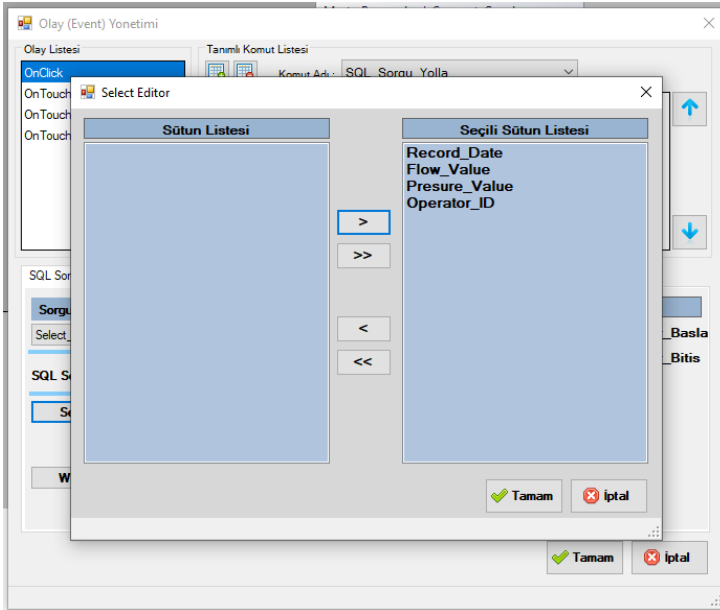 Olay (Event) Yonetimi
Olay Listesi
Tanımlı Komut Listesi
OnClick
Komut Adı : SQL_Sorgu_Yolla
OnTouch
OnTouch
OnTouch
Select Editor
Sütun Listesi
Seçili Sütun Listesi
Record_Date
Flow_Value
Presure_Value
Operator_ID
>
>>
<
<<
Tamam
İptal
SQL Sor
Sorgu
Select_
_Basla
_Bitis
SQL S
Se
W
Tamam
İptal